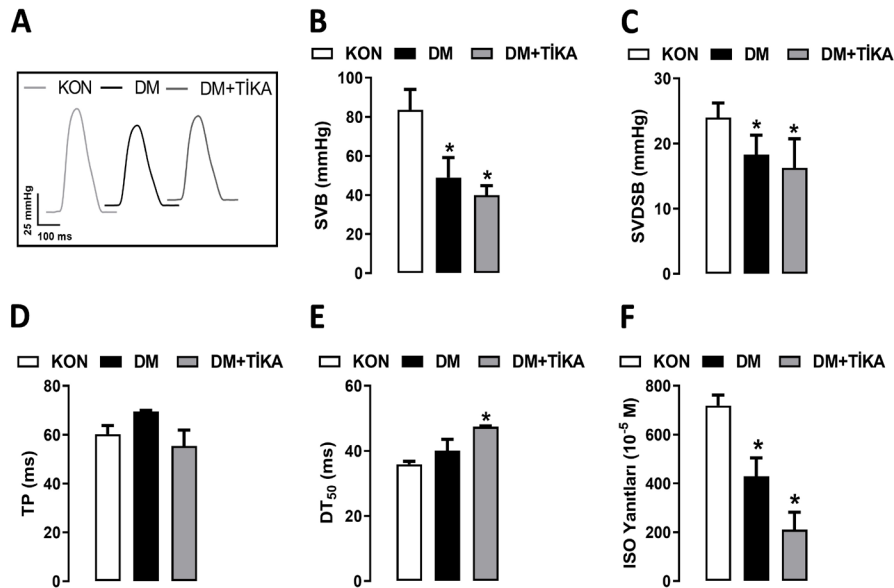 A
KON DM DM+TİKA
25 mmHg
100 ms
B
KON DM DM+TİKA
SVB (mmHg)
100
80
60
40
20
0
*
*
C
KON DM DM+TİKA
SVDSB (mmHg)
30
20
10
0
*
*
D
KON DM DM+TİKA
TP (ms)
80
60
40
20
0
E
KON DM DM+TİKA
DT50 (ms)
60
40
20
0
*
F
KON DM DM+TİKA
ISO Yanıtları (10-5 M)
800
600
400
200
0
*
*